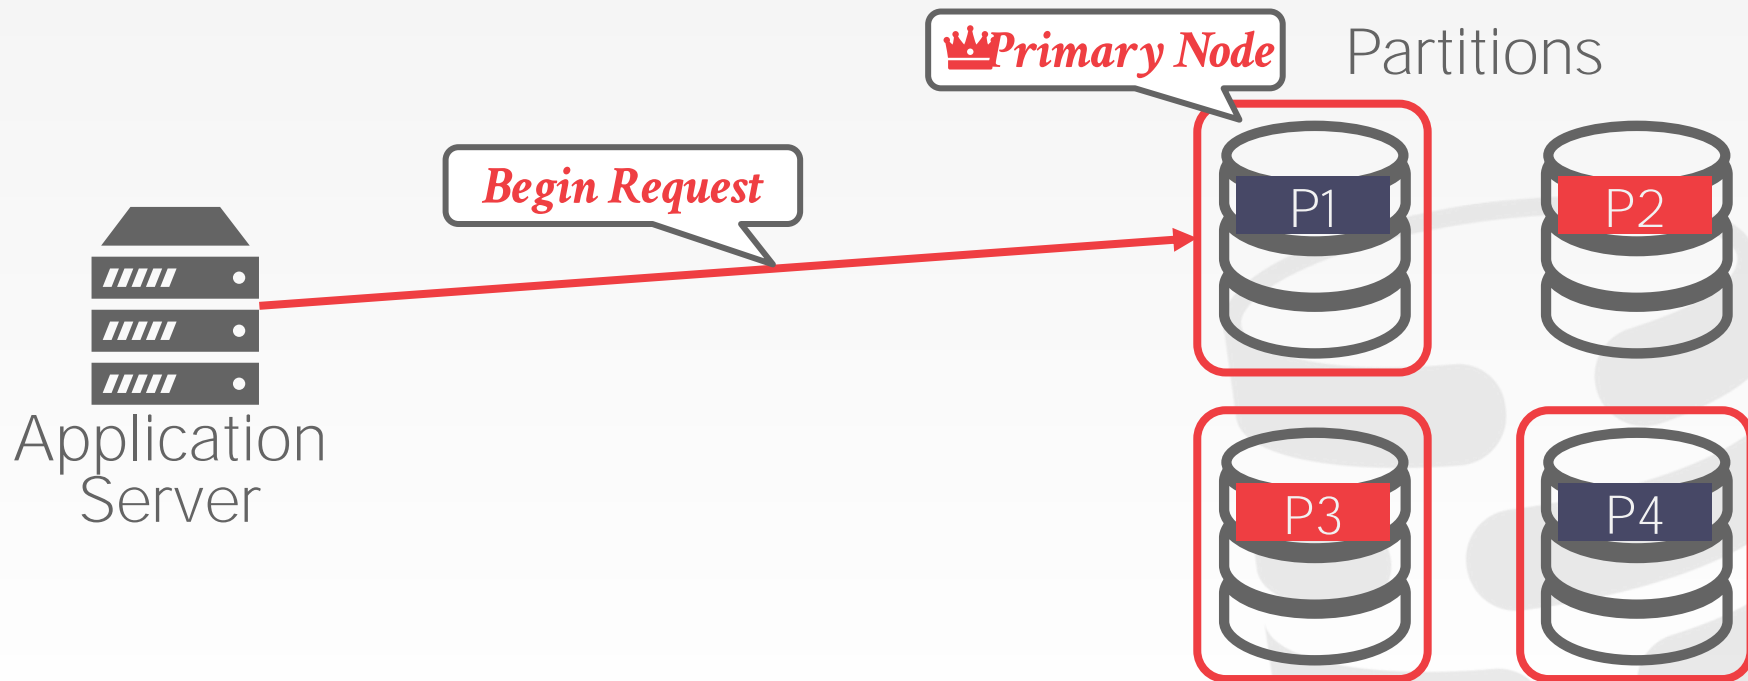 Primary Node
Partitions
Begin Request
P1
P2
Application
Server
P3
P4